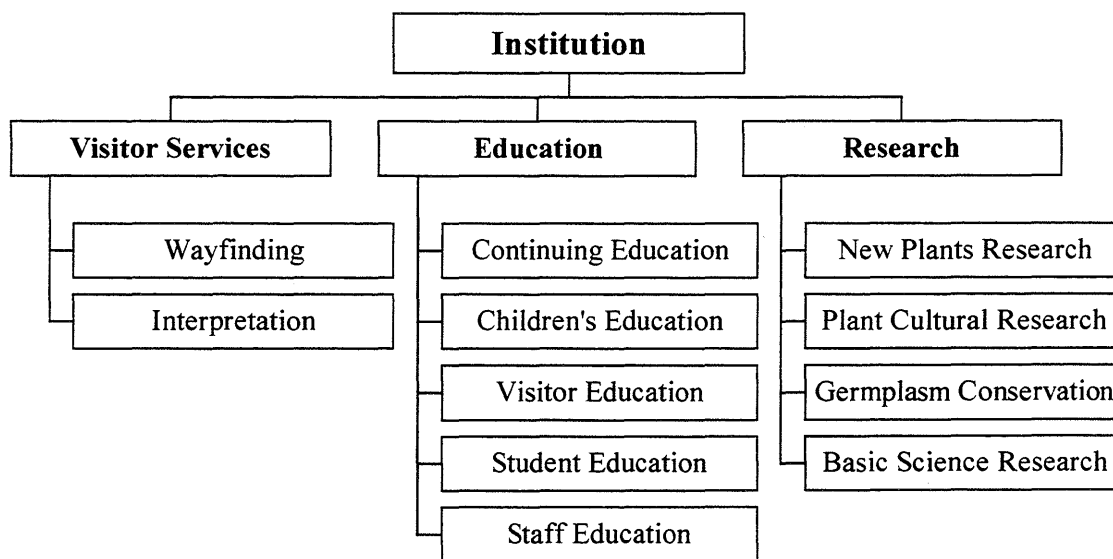 Institution
Visitor Services
Education
Research
Wayfinding
Interpretation
Continuing Education
Children's Education
Visitor Education
Student Education
Staff Education
New Plants Research
Plant Cultural Research
Germplasm Conservation
Basic Science Research